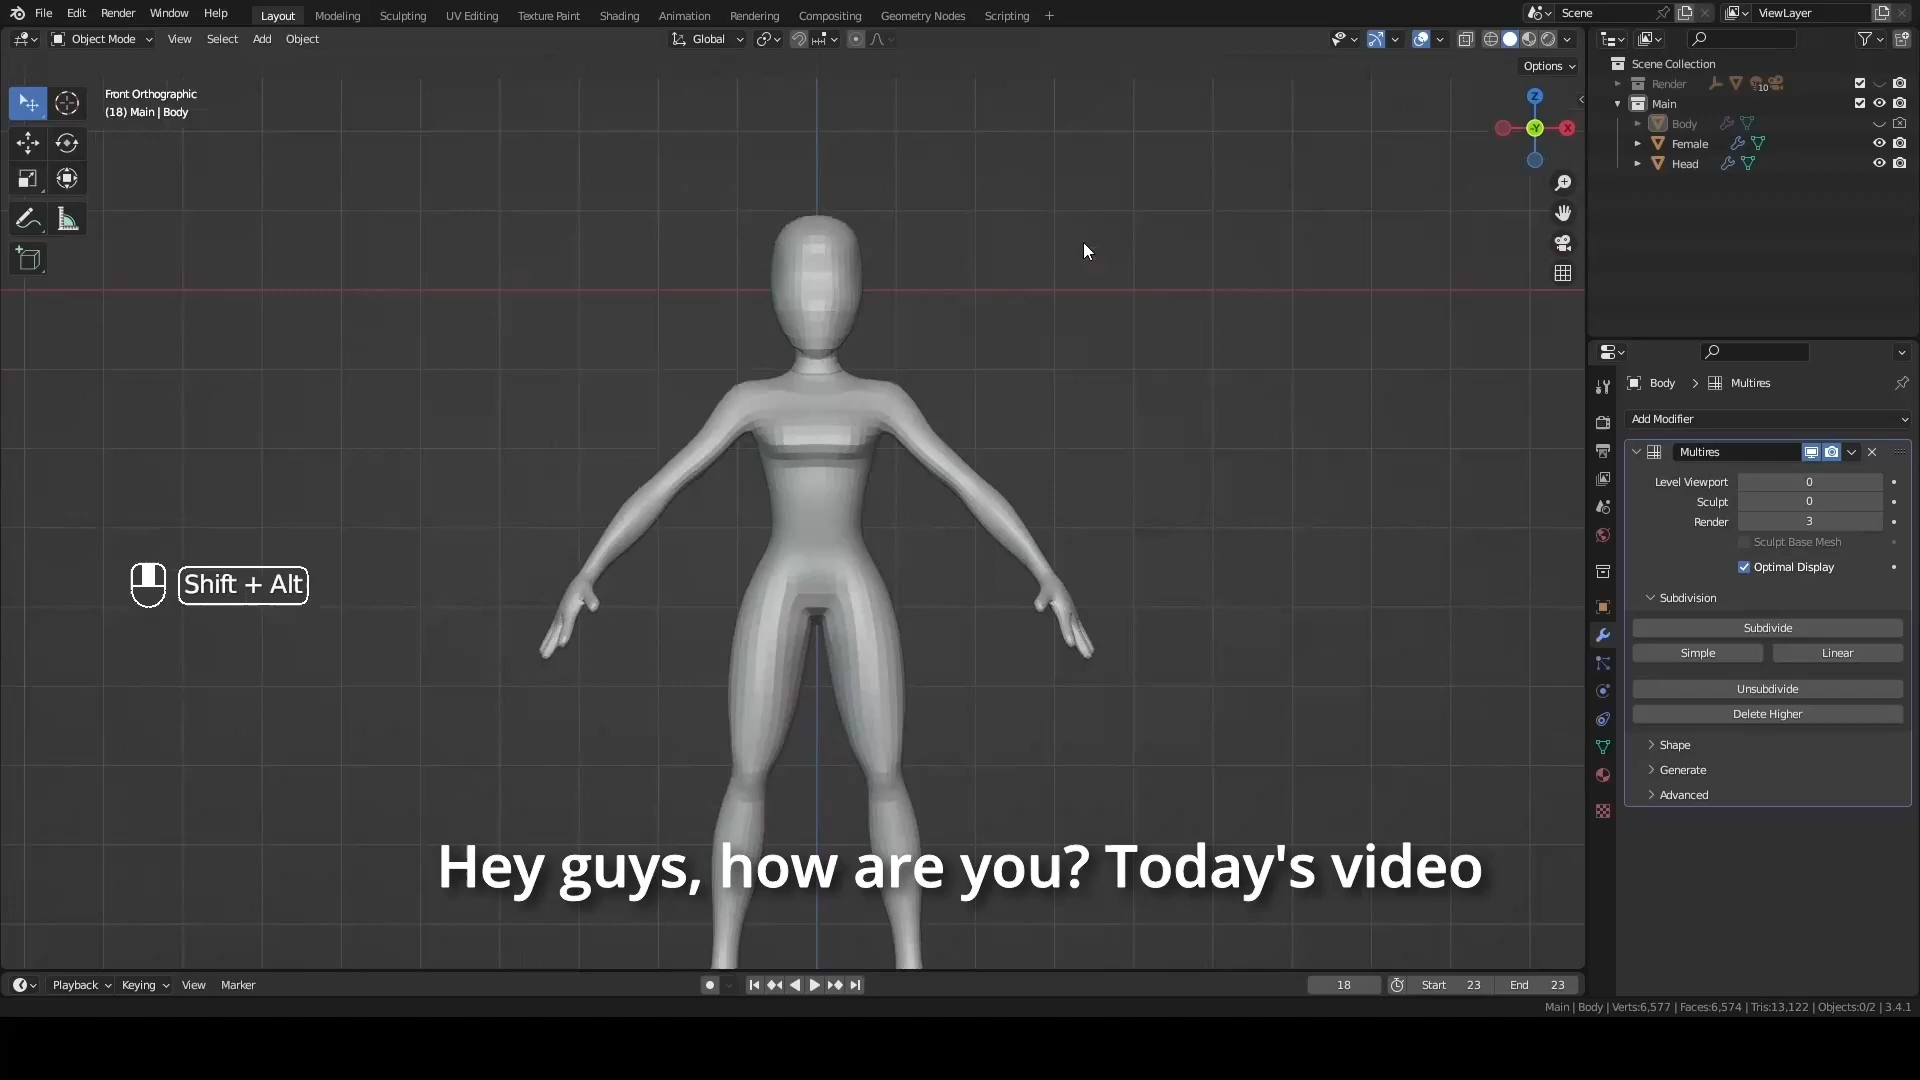 File Edit Render Window Help Layout Modeling Sculpting UV Editing Texture Paint Shading Animation Rendering Compositing Geometry Nodes Scripting + Scene ViewLayer
Object Mode View Select Add Object Global
Options
Front Orthographic
(18) Main | Body
Z
-Y
X
Scene Collection
Render 10
Main
Body
Female
Head
Body > Multires
Add Modifier
Multires
Level Viewport 0
Sculpt 0
Render 3
Sculpt Base Mesh
Optimal Display
Subdivision
Subdivide
Simple Linear
Unsubdivide
Delete Higher
Shape
Generate
Advanced
Shift + Alt
Hey guys, how are you? Today's video
Playback Keying View Marker 18 Start 23 End 23
Main | Body | Verts:6,577 | Faces:6,574 | Tris:13,122 | Objects:0/2 | 3.4.1